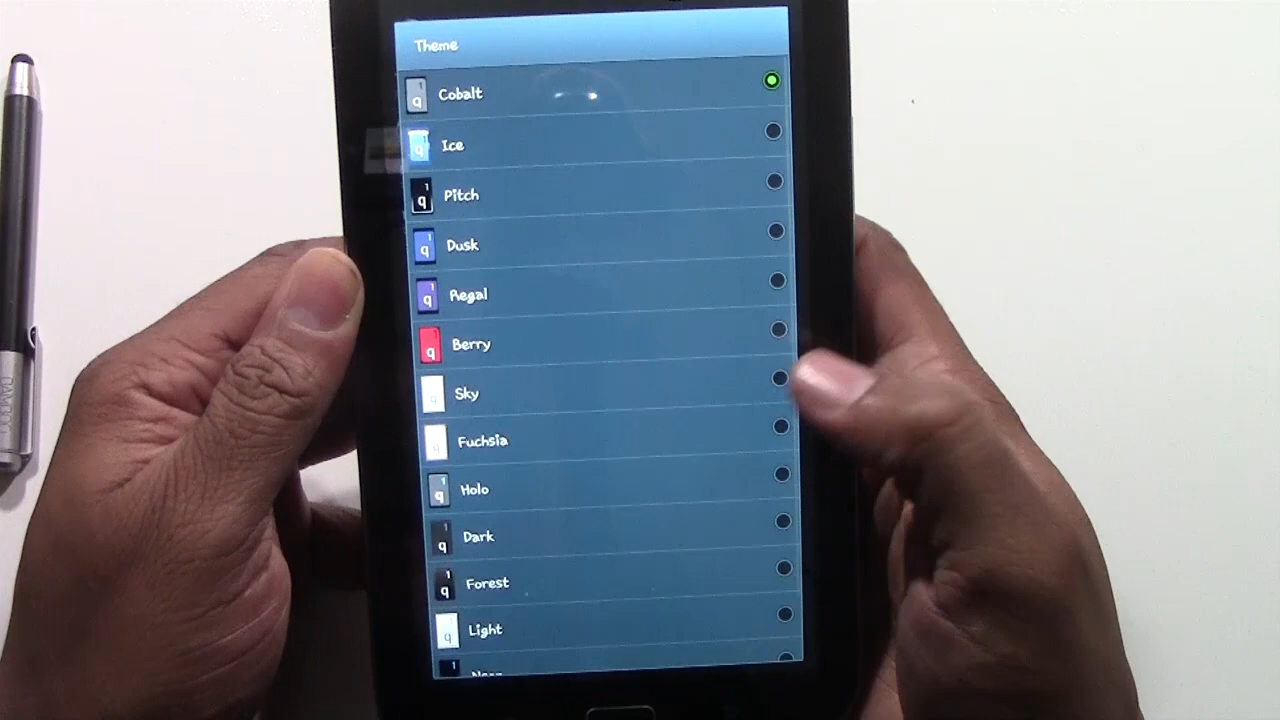 Theme
Cobalt
Ice
Pitch
Dusk
Regal
Berry
Sky
Fuchsia
Holo
Dark
Forest
Light